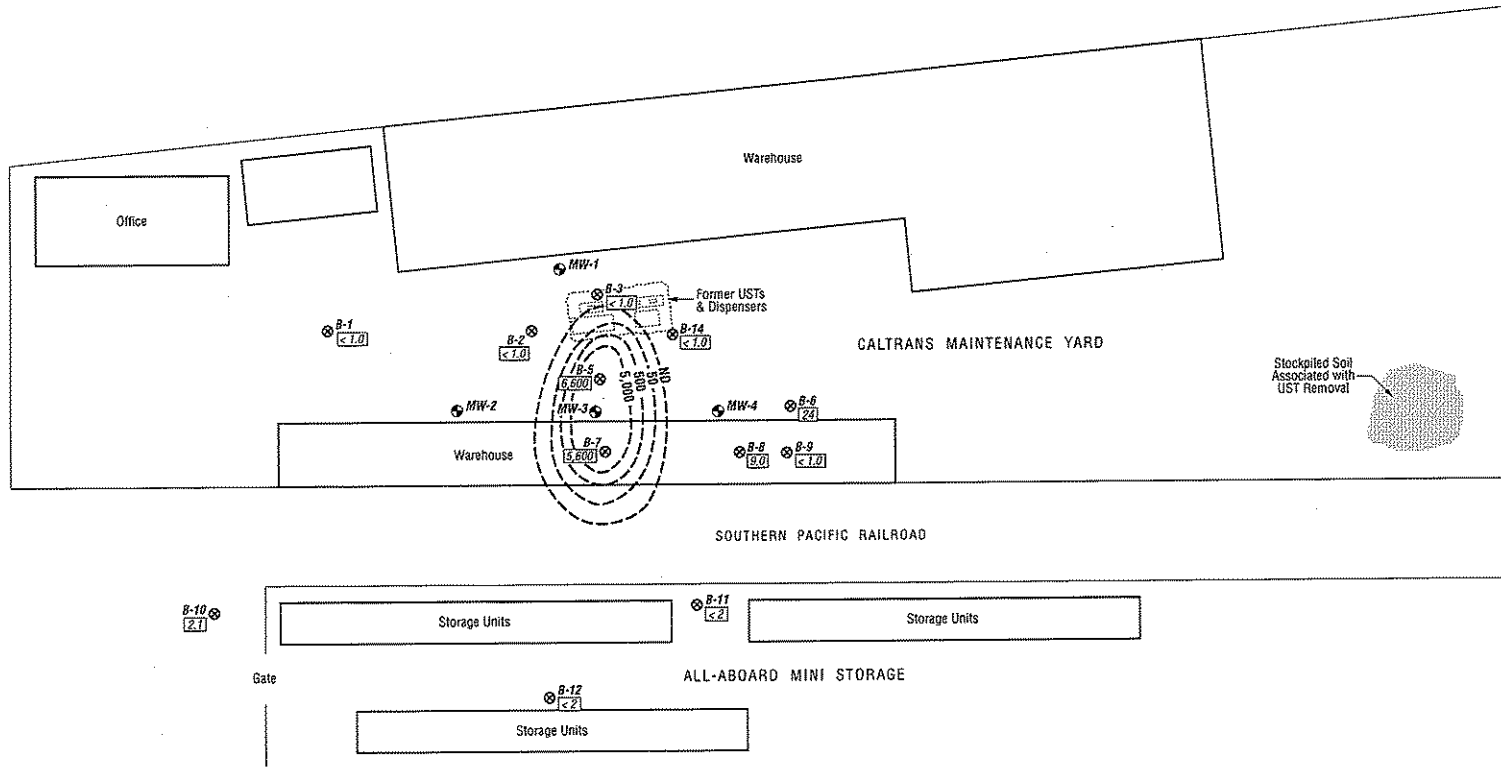 Warehouse
Office
MW-1
B-3
< 1.0
Former USTs
& Dispensers
B-1
< 1.0
B-2
< 1.0
B-14
< 1.0
CALTRANS MAINTENANCE YARD
Stockpiled Soil
Associated with
UST Removal
B-5
6,600
5,000
500
50
ND
MW-2
MW-3
MW-4
B-6
24
Warehouse
B-7
5,600
B-8
9.0
B-9
< 1.0
SOUTHERN PACIFIC RAILROAD
B-10
2.1
Storage Units
B-11
< 2
Storage Units
Gate
ALL-ABOARD MINI STORAGE
B-12
< 2
Storage Units